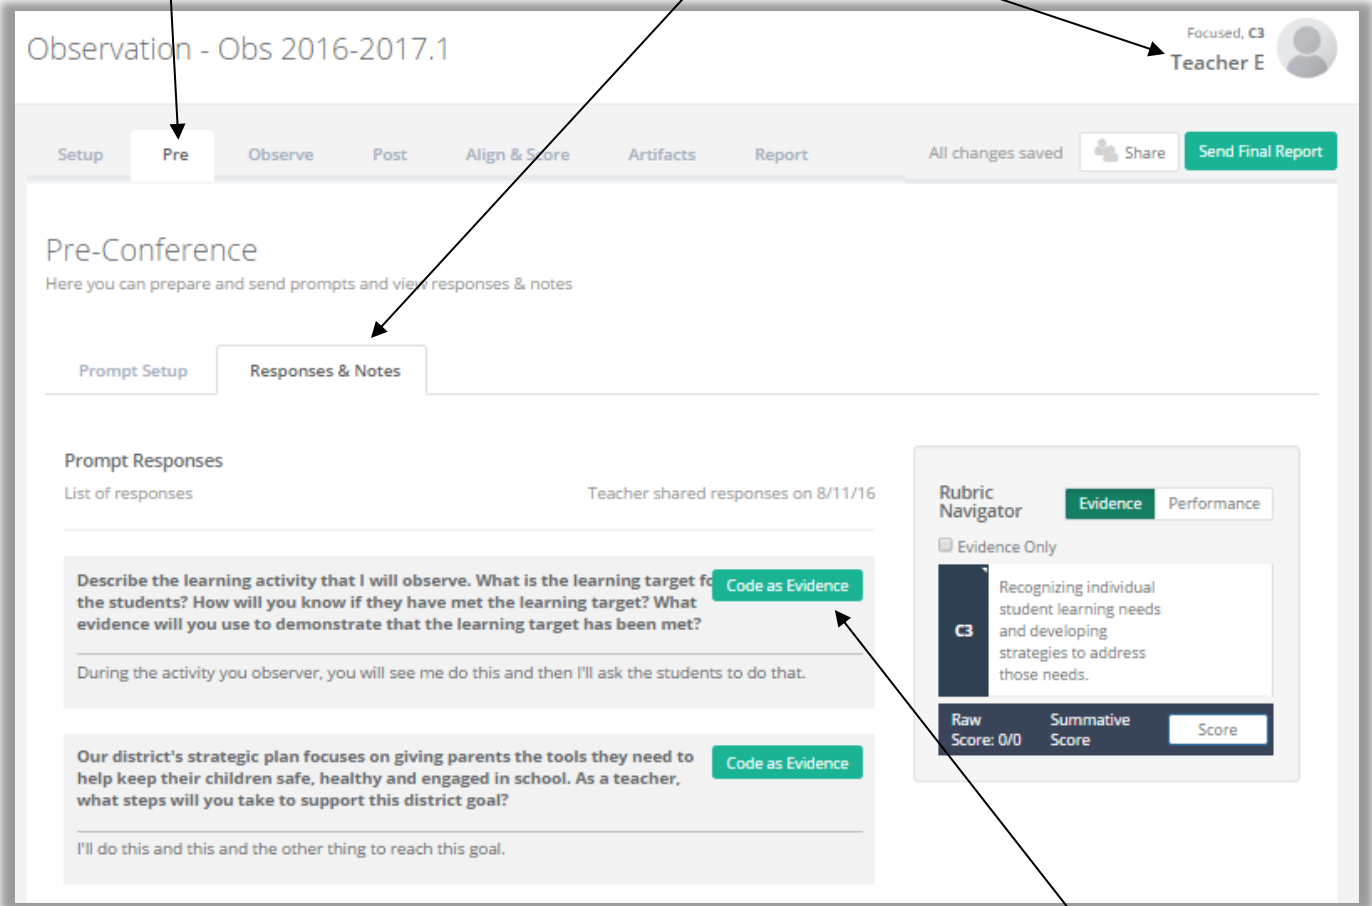 Observation - Obs 2016-2017.1
Focused, C3
Teacher E
Setup
Pre
Observe
Post
Align & Score
Artifacts
Report
All changes saved
Share
Send Final Report
Pre-Conference
Here you can prepare and send prompts and view responses & notes
Prompt Setup
Responses & Notes
Prompt Responses
List of responses
Teacher shared responses on 8/11/16
Describe the learning activity that I will observe. What is the learning target fo
the students? How will you know if they have met the learning target? What
evidence will you use to demonstrate that the learning target has been met?
Code as Evidence
During the activity you observer, you will see me do this and then I'll ask the students to do that.
Our district's strategic plan focuses on giving parents the tools they need to
help keep their children safe, healthy and engaged in school. As a teacher,
what steps will you take to support this district goal?
Code as Evidence
I'll do this and this and the other thing to reach this goal.
Rubric
Navigator
Evidence
Performance
Evidence Only
C3
Recognizing individual
student learning needs
and developing
strategies to address
those needs.
Raw
Score: 0/0
Summative
Score
Score